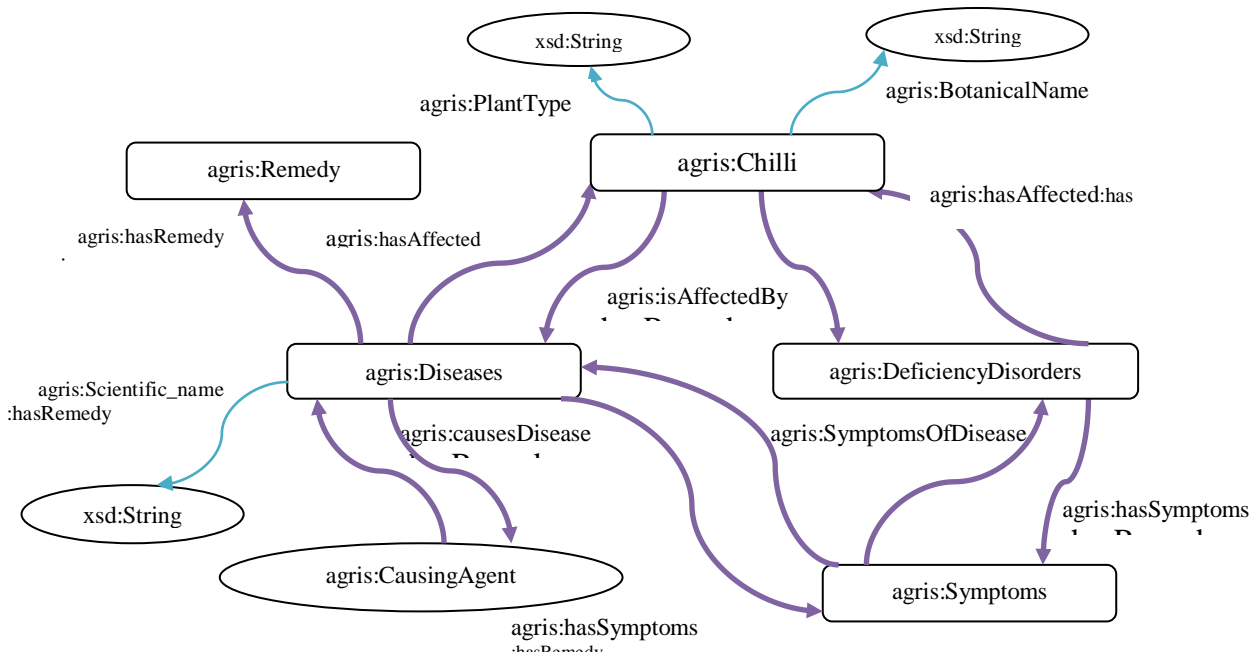 xsd:String
xsd:String
agris:PlantType
agris:BotanicalName
agris:Chilli
agris:Remedy
agris:hasAffected:has
agris:hasRemedy
agris:hasAffected
agris:isAffectedBy
agris:Diseases
agris:DeficiencyDisorders
agris:Scientific_name
:hasRemedy
agris:causesDisease
agris:SymptomsOfDisease
xsd:String
agris:hasSymptoms
agris:CausingAgent
agris:Symptoms
agris:hasSymptoms
:hasRemedy